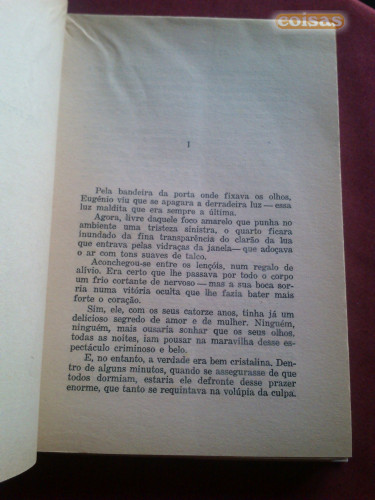 coisas
I
Pela bandeira da porta onde fixava os olhos,
Eugénio viu que se apagara a derradeira luz — essa
luz maldita que era sempre a última.
Agora, livre daquele foco amarelo que punha no
ambiente uma tristeza sinistra, o quarto ficara
inundado da fina transparência do clarão da lua
que entrava pelas vidraças da janela— que adoçava
o ar com tons suaves de talco.
Aconchegou-se entre os lençóis, num regalo de
alívio. Era certo que lhe passava por todo o corpo
um frio cortante de nervoso — mas a sua boca sor-
ria numa vitória oculta que lhe fazia bater mais
forte o coração.
Sim, ele, com os seus catorze anos, tinha já um
delicioso segredo de amor e de mulher. Ninguém,
ninguém, mais ousaria sonhar que os seus olhos,
todas as noites, iam pousar na maravilha desse es-
pectáculo criminoso e belo.
E, no entanto, a verdade era bem cristalina. Den-
tro de alguns minutos, quando se assegurasse de que
todos dormiam, estaria ele defronte desse prazer
enorme, que tanto se requintava na volúpia da culpa.